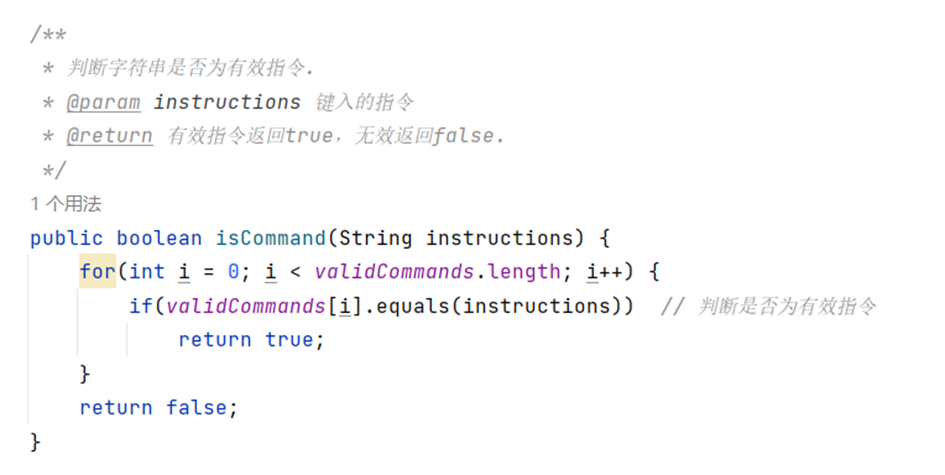 /**
 * 判断字符串是否为有效指令.
 * @param instructions 键入的指令
 * @return 有效指令返回true，无效返回false.
 */
1 个用法
public boolean isCommand(String instructions) {
    for(int i = 0; i < validCommands.length; i++) {
        if(validCommands[i].equals(instructions))  // 判断是否为有效指令
            return true;
    }
    return false;
}